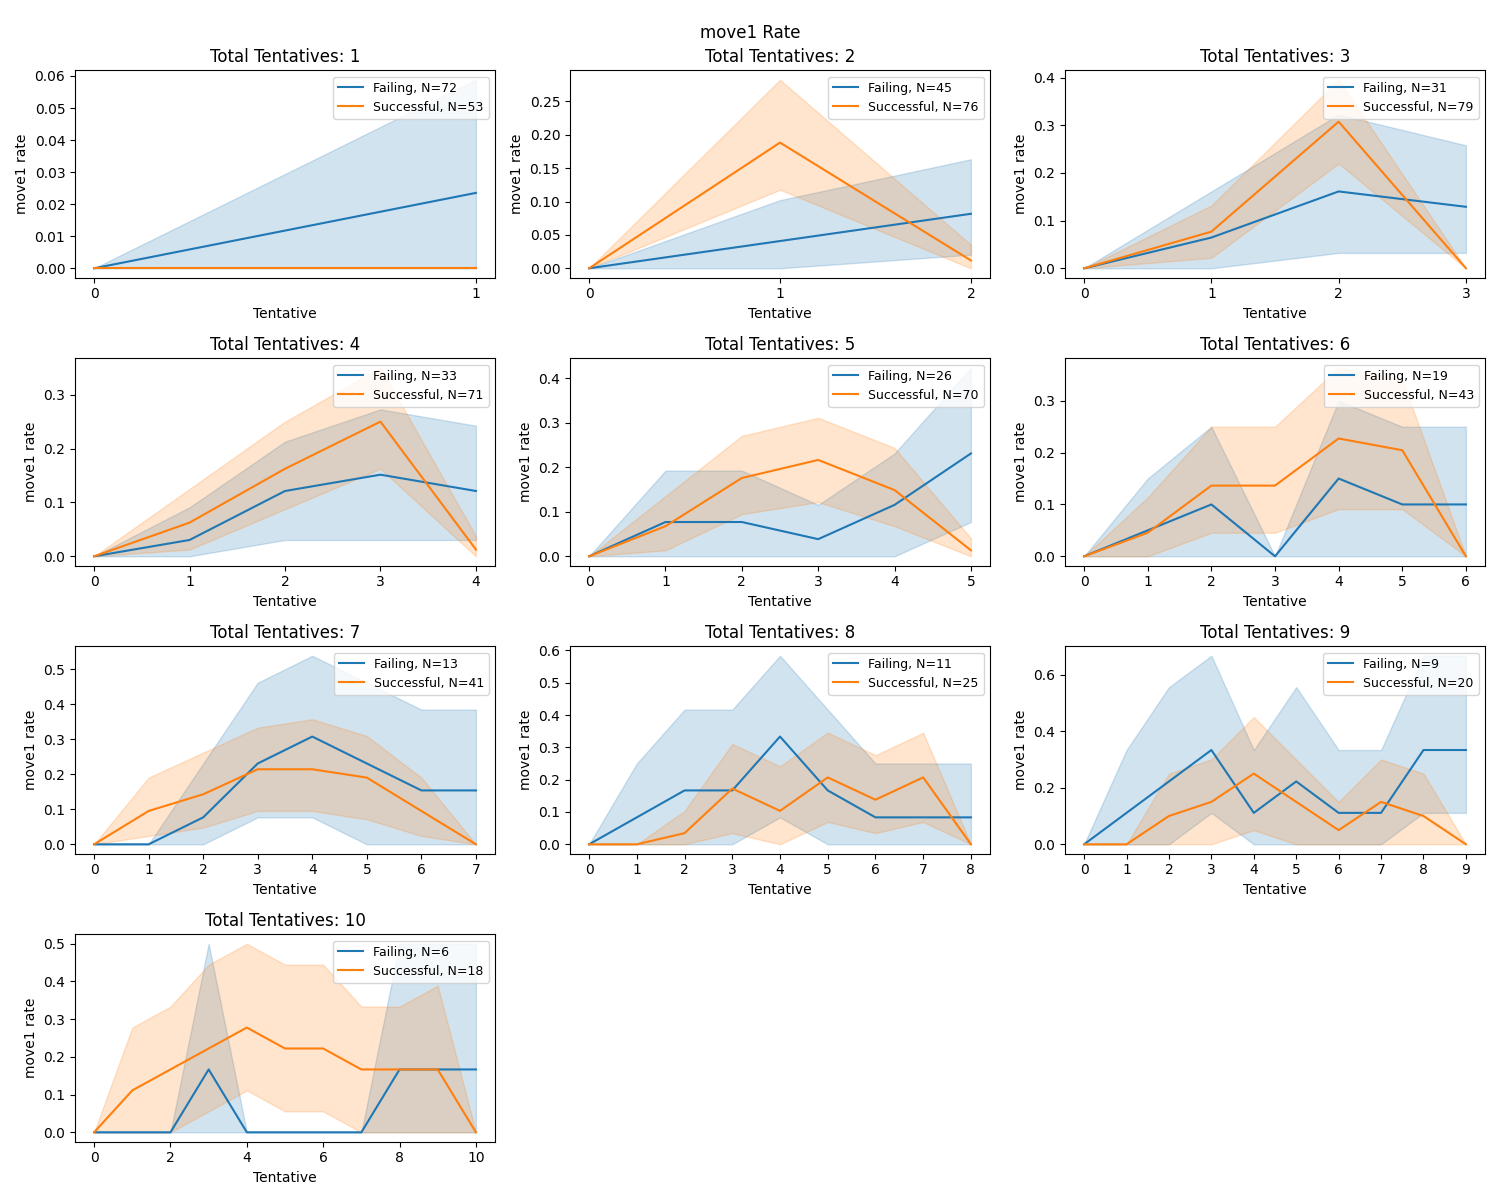 move1 Rate
Total Tentatives: 1
0.06
0.05
0.04
0.03
0.02
0.01
0.00
move1 rate
0 1
Tentative
Failing, N=72
Successful, N=53
Total Tentatives: 2
0.25
0.20
0.15
0.10
0.05
0.00
move1 rate
0 1 2
Tentative
Failing, N=45
Successful, N=76
Total Tentatives: 3
0.4
0.3
0.2
0.1
0.0
move1 rate
0 1 2 3
Tentative
Failing, N=31
Successful, N=79
Total Tentatives: 4
0.3
0.2
0.1
0.0
move1 rate
0 1 2 3 4
Tentative
Failing, N=33
Successful, N=71
Total Tentatives: 5
0.4
0.3
0.2
0.1
0.0
move1 rate
0 1 2 3 4 5
Tentative
Failing, N=26
Successful, N=70
Total Tentatives: 6
0.3
0.2
0.1
0.0
move1 rate
0 1 2 3 4 5 6
Tentative
Failing, N=19
Successful, N=43
Total Tentatives: 7
0.5
0.4
0.3
0.2
0.1
0.0
move1 rate
0 1 2 3 4 5 6 7
Tentative
Failing, N=13
Successful, N=41
Total Tentatives: 8
0.6
0.5
0.4
0.3
0.2
0.1
0.0
move1 rate
0 1 2 3 4 5 6 7 8
Tentative
Failing, N=11
Successful, N=25
Total Tentatives: 9
0.6
0.4
0.2
0.0
move1 rate
0 1 2 3 4 5 6 7 8 9
Tentative
Failing, N=9
Successful, N=20
Total Tentatives: 10
0.5
0.4
0.3
0.2
0.1
0.0
move1 rate
0 2 4 6 8 10
Tentative
Failing, N=6
Successful, N=18